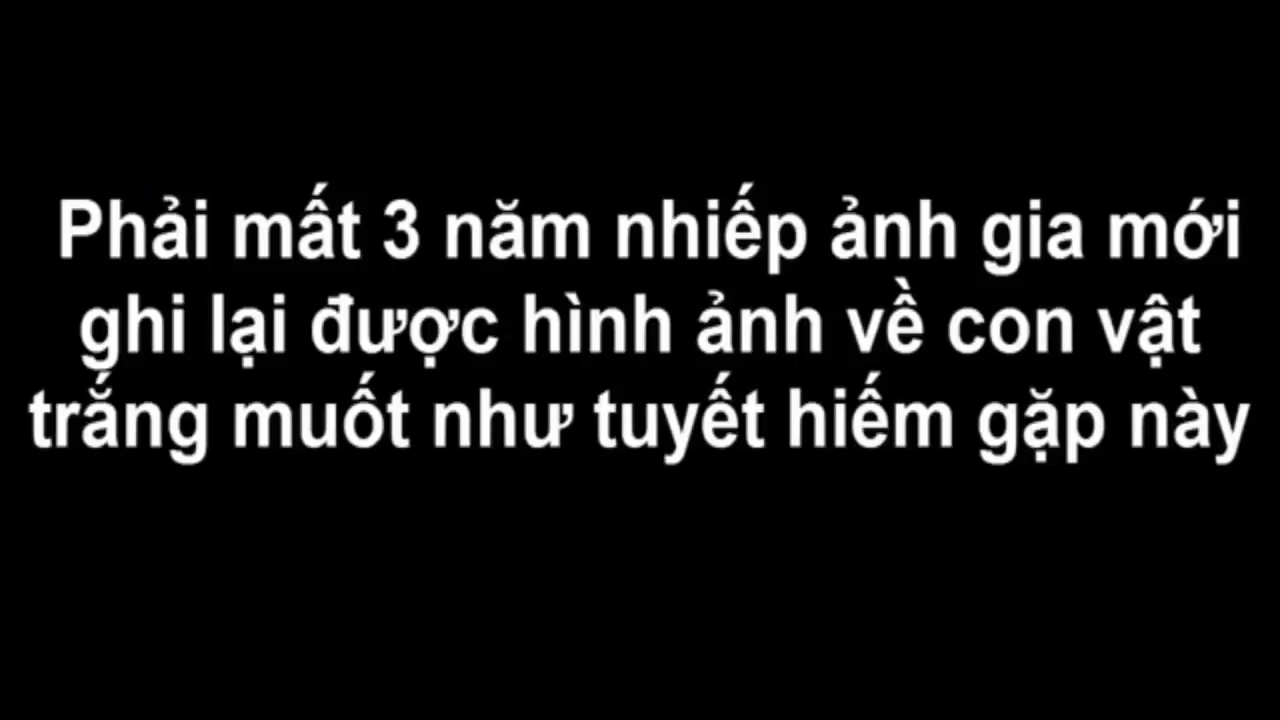 Phải mất 3 năm nhiếp ảnh gia mới
ghi lại được hình ảnh về con vật
trắng muốt như tuyết hiếm gặp này